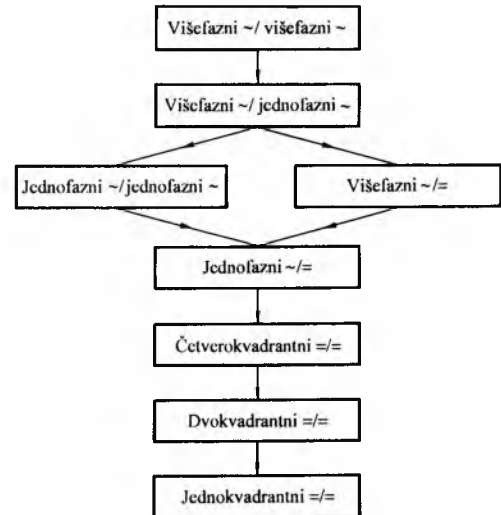 Višefazni ~/ višefazni ~
Višefazni ~/ jednofazni ~
Jednofazni ~/jednofazni ~
Višefazni ~/=
Jednofazni ~/=
Četverokvadrantni =/=
Dvokvadrantni =/=
Jednokvadrantni =/=